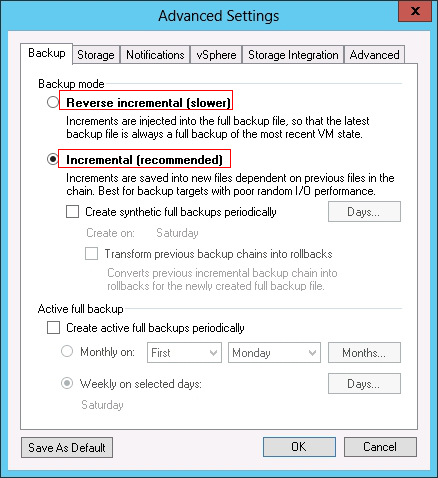 Advanced Settings
x
Backup Storage Notifications vSphere Storage Integration Advanced
Backup mode
Reverse incremental (slower)
Increments are injected into the full backup file, so that the latest
backup file is always a full backup of the most recent VM state.
Incremental (recommended)
Increments are saved into new files dependent on previous files in the
chain. Best for backup targets with poor random I/O performance.
Create synthetic full backups periodically Days...
Create on: Saturday
Transform previous backup chains into rollbacks
Converts previous incremental backup chain into
rollbacks for the newly created full backup file.
Active full backup
Create active full backups periodically
Monthly on: First Monday Months...
Weekly on selected days: Days...
Saturday
Save As Default OK Cancel